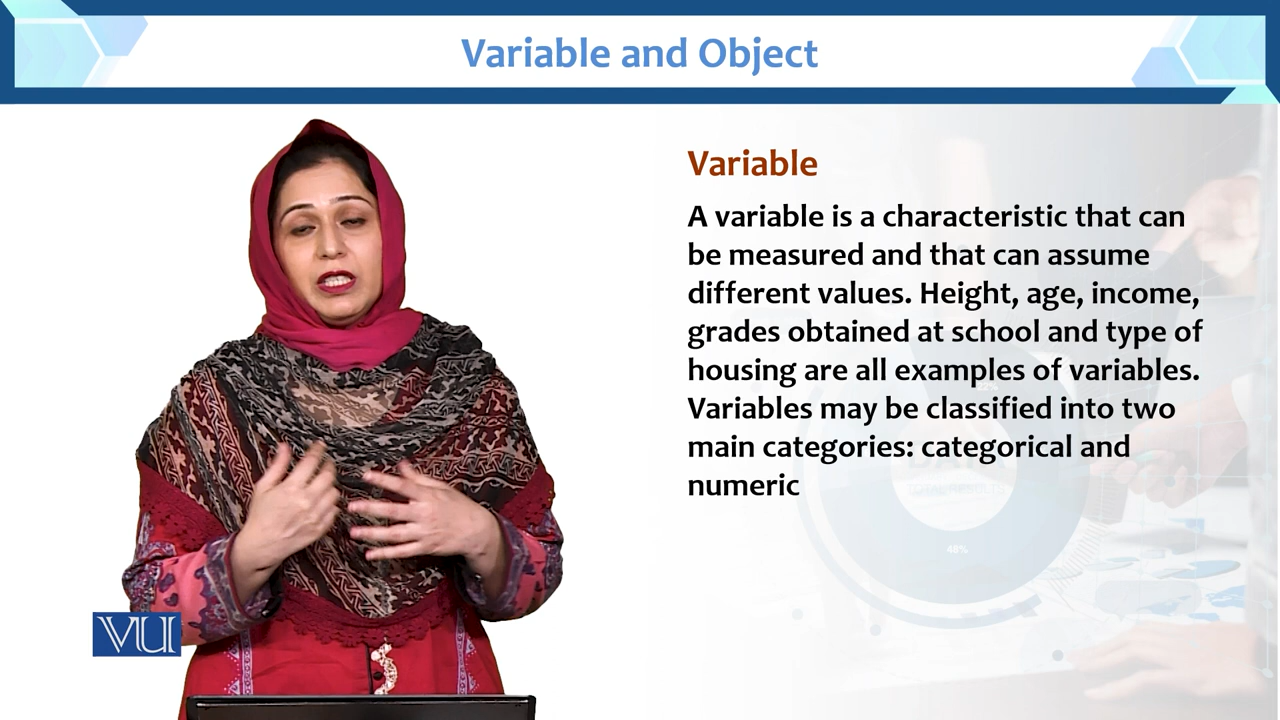 Variable and Object
Variable
A variable is a characteristic that can
be measured and that can assume
different values. Height, age, income,
grades obtained at school and type of
housing are all examples of variables.
Variables may be classified into two
main categories: categorical and
numeric
VU
48%